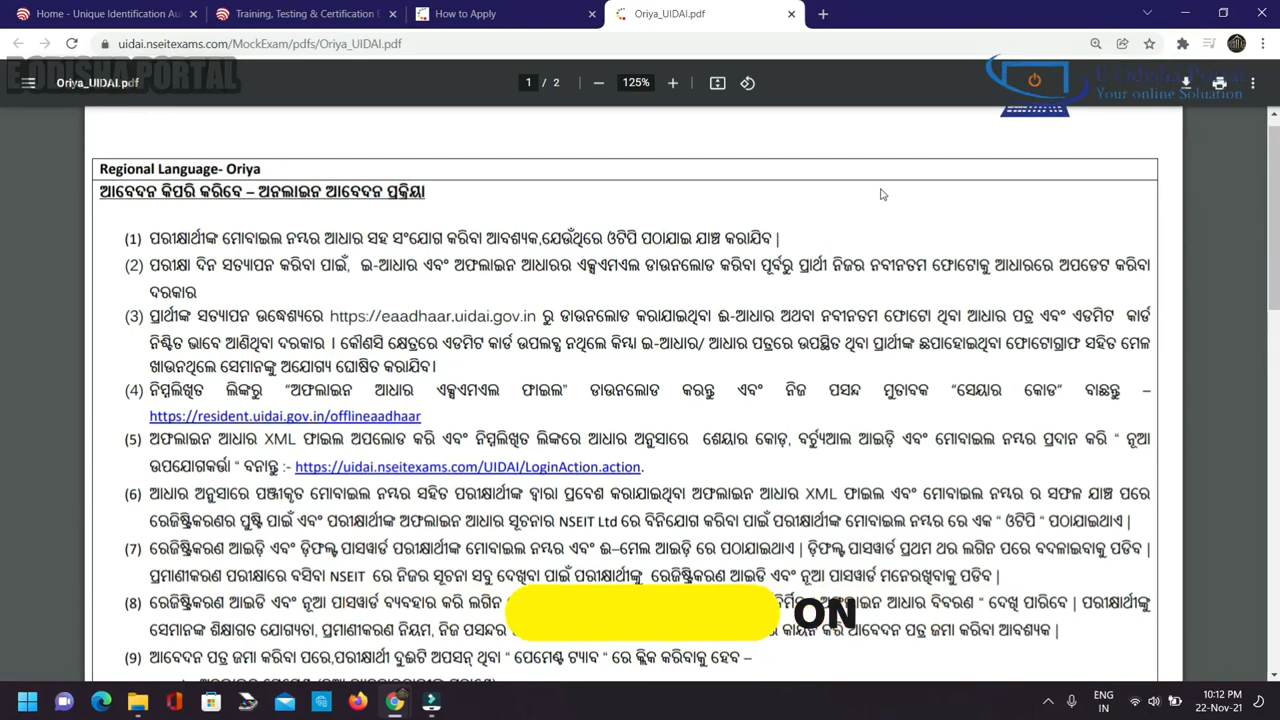 Home - Unique Identification Au
Training, Testing & Certification E
How to Apply
Oriya_UIDAI.pdf
uidai.nseitexams.com/MockExam/pdfs/Oriya_UIDAI.pdf
E ODISHA PORTAL
Oriya_UIDAI.pdf
1 / 2
125%
E Odisha Portal
Your online Soluation
Regional Language- Oriya
ଆବେଦନ କିପରି କରିବେ – ଅନଲାଇନ ଆବେଦନ ପ୍ରକ୍ରିୟା
(1) ପରୀକ୍ଷାର୍ଥୀଙ୍କ ମୋବାଇଲ ନମ୍ବର ଆଧାର ସହ ସଂଯୋଗ କରିବା ଆବଶ୍ୟକ,ଯେଉଁଥିରେ ଓଟିପି ପଠାଯାଇ ଯାଞ୍ଚ କରାଯିବ |
(2) ପରୀକ୍ଷା ଦିନ ସତ୍ୟାପନ କରିବା ପାଇଁ, ଇ-ଆଧାର ଏବଂ ଅଫଲାଇନ ଆଧାରର ଏକ୍ସଏମଏଲ ଡାଉନଲୋଡ କରିବା ପୂର୍ବରୁ ପ୍ରାର୍ଥୀ ନିଜର ନବୀନତମ ଫୋଟୋକୁ ଆଧାରରେ ଅପଡେଟ କରିବା
ଦରକାର
(3) ପ୍ରାର୍ଥୀଙ୍କ ସତ୍ୟାପନ ଉଦ୍ଧେଶ୍ୟରେ https://eaadhaar.uidai.gov.in ରୁ ଡାଉନଲୋଡ କରାଯାଇଥିବା ଈ-ଆଧାର ଅଥବା ନବୀନତମ ଫୋଟୋ ଥିବା ଆଧାର ପତ୍ର ଏବଂ ଏଡମିଟ କାର୍ଡ
ନିଶ୍ଚିତ ଭାବେ ଆଣିଥିବା ଦରକାର । କୌଣସି କ୍ଷେତ୍ରରେ ଏଡମିଟ କାର୍ଡ ଉପଲବ୍ଧ ନଥିଲେ କିମ୍ଭା ଇ-ଆଧାର/ ଆଧାର ପତ୍ରରେ ଉପସ୍ଥିତ ଥିବା ପ୍ରାର୍ଥୀଙ୍କ ଛପାହୋଇଥିବା ଫୋଟୋଗ୍ରାଫ ସହିତ ମେଳ
ଖାଉନଥିଲେ ସେମାନଙ୍କୁ ଅଯୋଗ୍ୟ ଘୋଷିତ କରାଯିବ।
(4) ନିମ୍ନଲିଖିତ ଲିଙ୍କରୁ “ଅଫଲାଇନ ଆଧାର ଏକ୍ସଏମଏଲ ଫାଇଲ” ଡାଉନଲୋଡ କରନ୍ତୁ ଏବଂ ନିଜ ପସନ୍ଦ ମୁତାବକ “ସେୟାର କୋଡ” ବାଛନ୍ତୁ –
https://resident.uidai.gov.in/offlineaadhaar
(5) ଅଫଲାଇନ ଆଧାର XML ଫାଇଲ ଅପଲୋଡ କରି ଏବଂ ନିମ୍ନଲିଖିତ ଲିଙ୍କରେ ଆଧାର ଅନୁସାରେ ଶେୟାର କୋଡ଼, ବର୍ଚ୍ୟୁଆଲ ଆଇଡ଼ି ଏବଂ ମୋବାଇଲ ନମ୍ବର ପ୍ରଦାନ କରି “ ନୂଆ
ଉପଯୋଗକର୍ତ୍ତା “ ବନାନ୍ତୁ :- https://uidai.nseitexams.com/UIDAI/LoginAction.action.
(6) ଆଧାର ଅନୁସାରେ ପଞ୍ଜୀକୃତ ମୋବାଇଲ ନମ୍ବର ସହିତ ପରୀକ୍ଷାର୍ଥୀଙ୍କ ଦ୍ୱାରା ପ୍ରବେଶ କରାଯାଇଥିବା ଅଫଲାଇନ ଆଧାର XML ଫାଇଲ ଏବଂ ମୋବାଇଲ ନମ୍ବର ର ସଫଳ ଯାଞ୍ଚ ପରେ
ରେଜିଷ୍ଟ୍ରିକରଣର ପୁଷ୍ଟି ପାଇଁ ଏବଂ ପରୀକ୍ଷାର୍ଥୀଙ୍କ ଅଫଲାଇନ ଆଧାର ସୂଚନାର NSEIT Ltd ରେ ବିନିଯୋଗ କରିବା ପାଇଁ ପରୀକ୍ଷାର୍ଥୀଙ୍କ ମୋବାଇଲ ନମ୍ବର ରେ ଏକ “ ଓଟିପି “ ପଠାଯାଇଥାଏ |
(7) ରେଜିଷ୍ଟ୍ରିକରଣ ଆଇଡ଼ି ଏବଂ ଡ଼ିଫଲ୍ଟ ପାସୱାର୍ଡ ପରୀକ୍ଷାର୍ଥୀଙ୍କ ମୋବାଇଲ ନମ୍ବର ଏବଂ ଈ–ମେଲ ଆଇଡ଼ି ରେ ପଠାଯାଇଥାଏ | ଡ଼ିଫଲ୍ଟ ପାସୱାର୍ଡ ପ୍ରଥମ ଥର ଲଗିନ ପରେ ବଦଳାଇବାକୁ ପଡିବ |
ପ୍ରମାଣୀକରଣ ପରୀକ୍ଷାରେ ବସିବା NSEIT ରେ ନିଜର ସୂଚନା ସବୁ ଦେଖିବା ପାଇଁ ପରୀକ୍ଷାର୍ଥୀଙ୍କୁ ରେଜିଷ୍ଟ୍ରିକରଣ ଆଇଡି ଏବଂ ନୂଆ ପାସୱାର୍ଡ ମନେରଖିବାକୁ ପଡିବ |
(8) ରେଜିଷ୍ଟ୍ରିକରଣ ଆଇଡି ଏବଂ ନୂଆ ପାସୱାର୍ଡ ବ୍ୟବହାର କରି ଲଗିନ ଅଫଲାଇନ ଆଧାର ବିବରଣ “ ଦେଖି ପାରିବେ | ପରୀକ୍ଷାର୍ଥୀଙ୍କୁ
ସେମାନଙ୍କ ଶିକ୍ଷାଗତ ଯୋଗ୍ୟତା, ପ୍ରମାଣୀକରଣ ନିୟମ, ନିଜ ପସନ୍ଦର କରି ଆବେଦନ ପତ୍ର ଜମା କରିବା ଆବଶ୍ୟକ |
ON
(9) ଆବେଦନ ପତ୍ର ଜମା କରିବା ପରେ,ପରୀକ୍ଷାର୍ଥୀ ଦୁଇଟି ଅପସନ୍ ଥିବା “ ପେମେଣ୍ଟ ଟ୍ୟାବ “ ରେ କ୍ଲିକ କରିବାକୁ ହେବ –
ENG
IN
10:12 PM
22-Nov-21